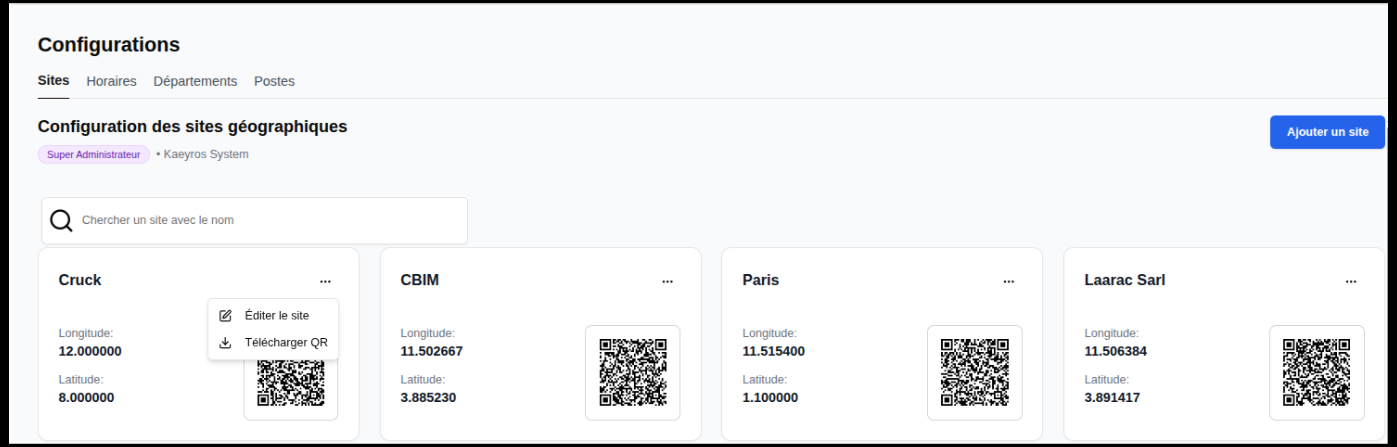 Configurations
Sites Horaires Départements Postes
Configuration des sites géographiques
Ajouter un site
Super Administrateur • Kaeyros System
Chercher un site avec le nom
Cruck ... CBIM ... Paris ... Laarac Sarl ...
Éditer le site
Télécharger QR
Longitude: Longitude: Longitude: Longitude:
12.000000 11.502667 11.515400 11.506384
Latitude: Latitude: Latitude: Latitude:
8.000000 3.885230 1.100000 3.891417